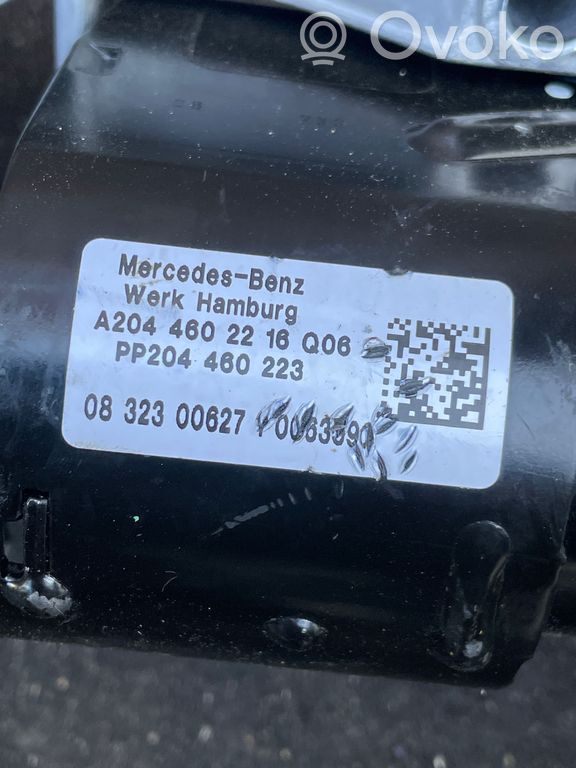 Ovoko
Mercedes-Benz
Werk Hamburg
A204 460 22 16 Q06
PP204 460 223
08 323 00627